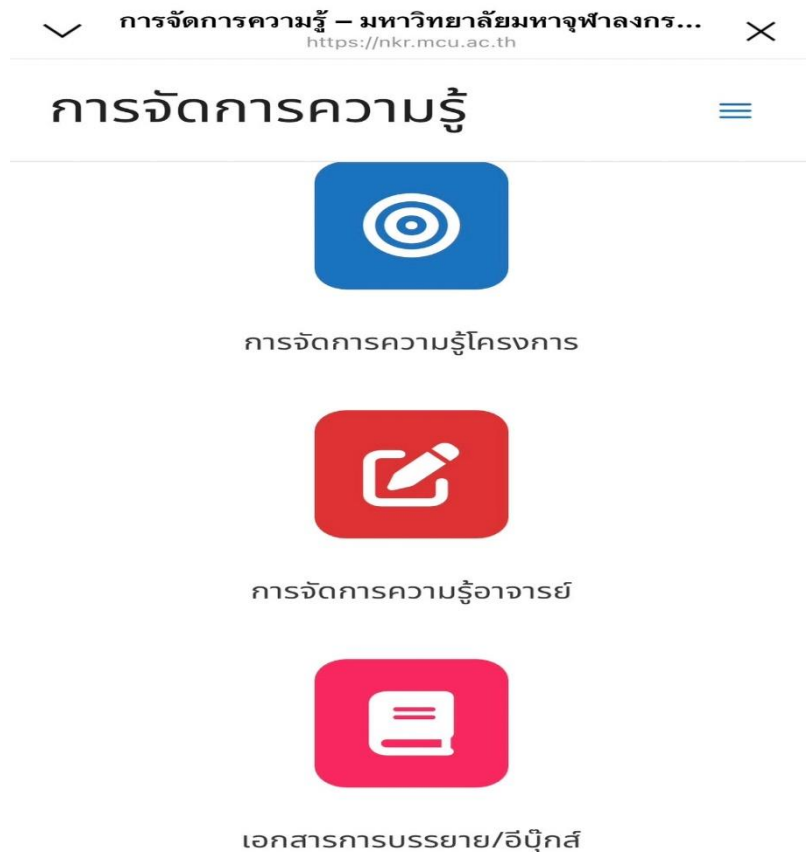 การจัดการความรู้ – มหาวิทยาลัยมหาจุฬาลงกร...
https://nkr.mcu.ac.th
การจัดการความรู้
การจัดการความรู้โครงการ
การจัดการความรู้อาจารย์
เอกสารการบรรยาย/อีบุ๊กส์